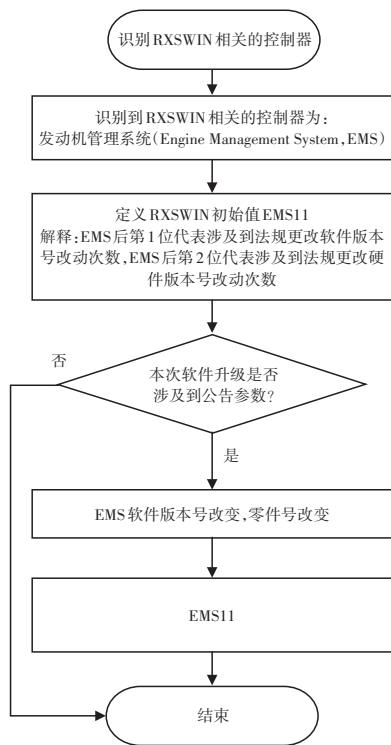 识别RXSWIN相关的控制器
识别到RXSWIN相关的控制器为:
发动机管理系统(Engine Management System,EMS)
定义RXSWIN初始值EMS11
解释:EMS后第1位代表涉及到法规更改软件版本
号改动次数,EMS后第2位代表涉及到法规更改硬
件版本号改动次数
否
本次软件升级是否
涉及到公告参数?
是
EMS软件版本号改变,零件号改变
EMS11
结束